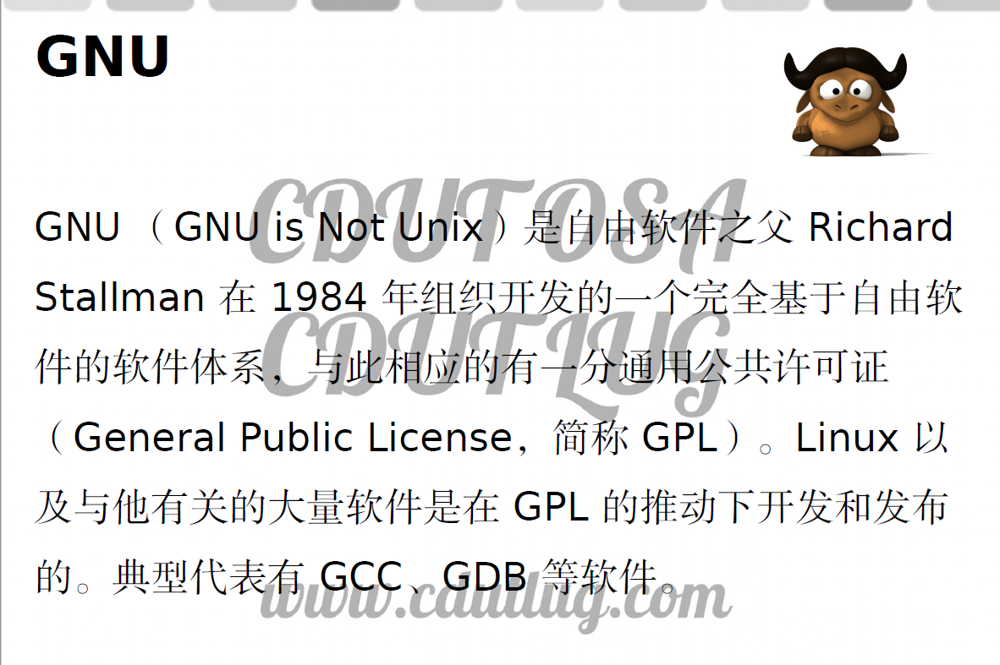 GNU
CDUTOSA
GNU（GNU is Not Unix）是自由软件之父 Richard
Stallman 在 1984 年组织开发的一个完全基于自由软
CDUTLUG
件的软件体系，与此相应的有一分通用公共许可证
（General Public License，简称 GPL）。Linux 以
及与他有关的大量软件是在 GPL 的推动下开发和发布
的。典型代表有 GCC、GDB 等软件。
www.cdutlug.com